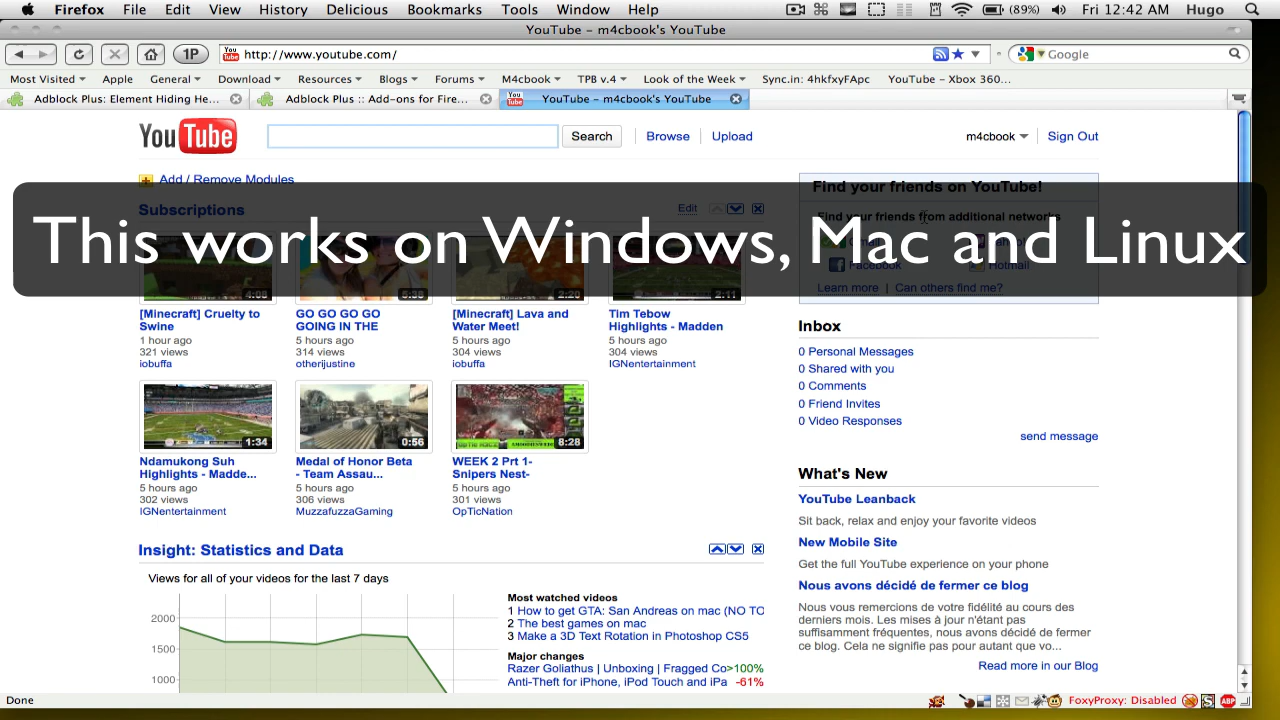 Firefox File Edit View History Delicious Bookmarks Tools Window Help (89%) Fri 12:42 AM Hugo
YouTube – m4cbook's YouTube
1P You Tube http://www.youtube.com/ Google
Most Visited Apple General Download Resources Blogs Forums M4cbook TPB v.4 Look of the Week Sync.in: 4hkfxyFApc YouTube – Xbox 360...
Adblock Plus: Element Hiding He... Adblock Plus :: Add-ons for Fire... You Tube YouTube – m4cbook's YouTube
YouTube Search Browse Upload m4cbook Sign Out
Add / Remove Modules
Find your friends on YouTube!
Subscriptions Edit
Find your friends from additional networks
This works on Windows, Mac and Linux
Facebook Hotmail
Learn more | Can others find me?
4:08 6:38 2:20 2:11
[Minecraft] Cruelty to Swine
1 hour ago
321 views
iobuffa
GO GO GO GO GOING IN THE
5 hours ago
314 views
otherijustine
[Minecraft] Lava and Water Meet!
5 hours ago
304 views
iobuffa
Tim Tebow Highlights - Madden
5 hours ago
304 views
IGNentertainment
1:34 0:56 8:28
Ndamukong Suh Highlights - Madde...
5 hours ago
302 views
IGNentertainment
Medal of Honor Beta - Team Assau...
5 hours ago
306 views
MuzzafuzzaGaming
WEEK 2 Prt 1- Snipers Nest-
5 hours ago
301 views
OpTicNation
Inbox
0 Personal Messages
0 Shared with you
0 Comments
0 Friend Invites
0 Video Responses
send message
What's New
YouTube Leanback
Sit back, relax and enjoy your favorite videos
New Mobile Site
Get the full YouTube experience on your phone
Nous avons décidé de fermer ce blog
Nous vous remercions de votre fidélité au cours des
derniers mois. Les mises à jour n'étant pas
suffisamment fréquentes, nous avons décidé de fermer
ce blog. Cela ne signifie pas pour autant que vo...
Read more in our Blog
Insight: Statistics and Data
Views for all of your videos for the last 7 days
2000
1500
1000
Most watched videos
1 How to get GTA: San Andreas on mac (NO TO
2 The best games on mac
3 Make a 3D Text Rotation in Photoshop CS5
Major changes
Razer Goliathus | Unboxing | Fragged Co >100%
Anti-Theft for iPhone, iPod Touch and iPa -61%
Done FoxyProxy: Disabled ABP